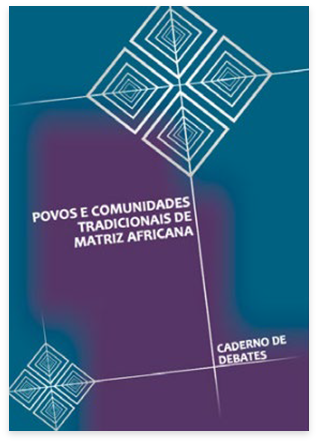 POVOS E COMUNIDADES
TRADICIONAIS DE
MATRIZ AFRICANA
CADERNO DE
DEBATES